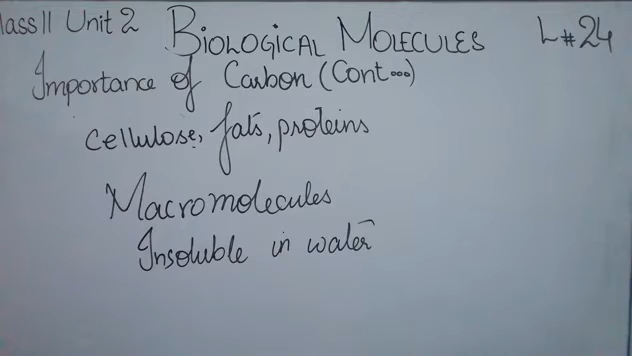 lass 11 Unit 2 BIOLOGICAL MOLECULES L#24
Importance of Carbon (Cont...)
Cellulose, fats, proteins
Macromolecules
Insoluble in water